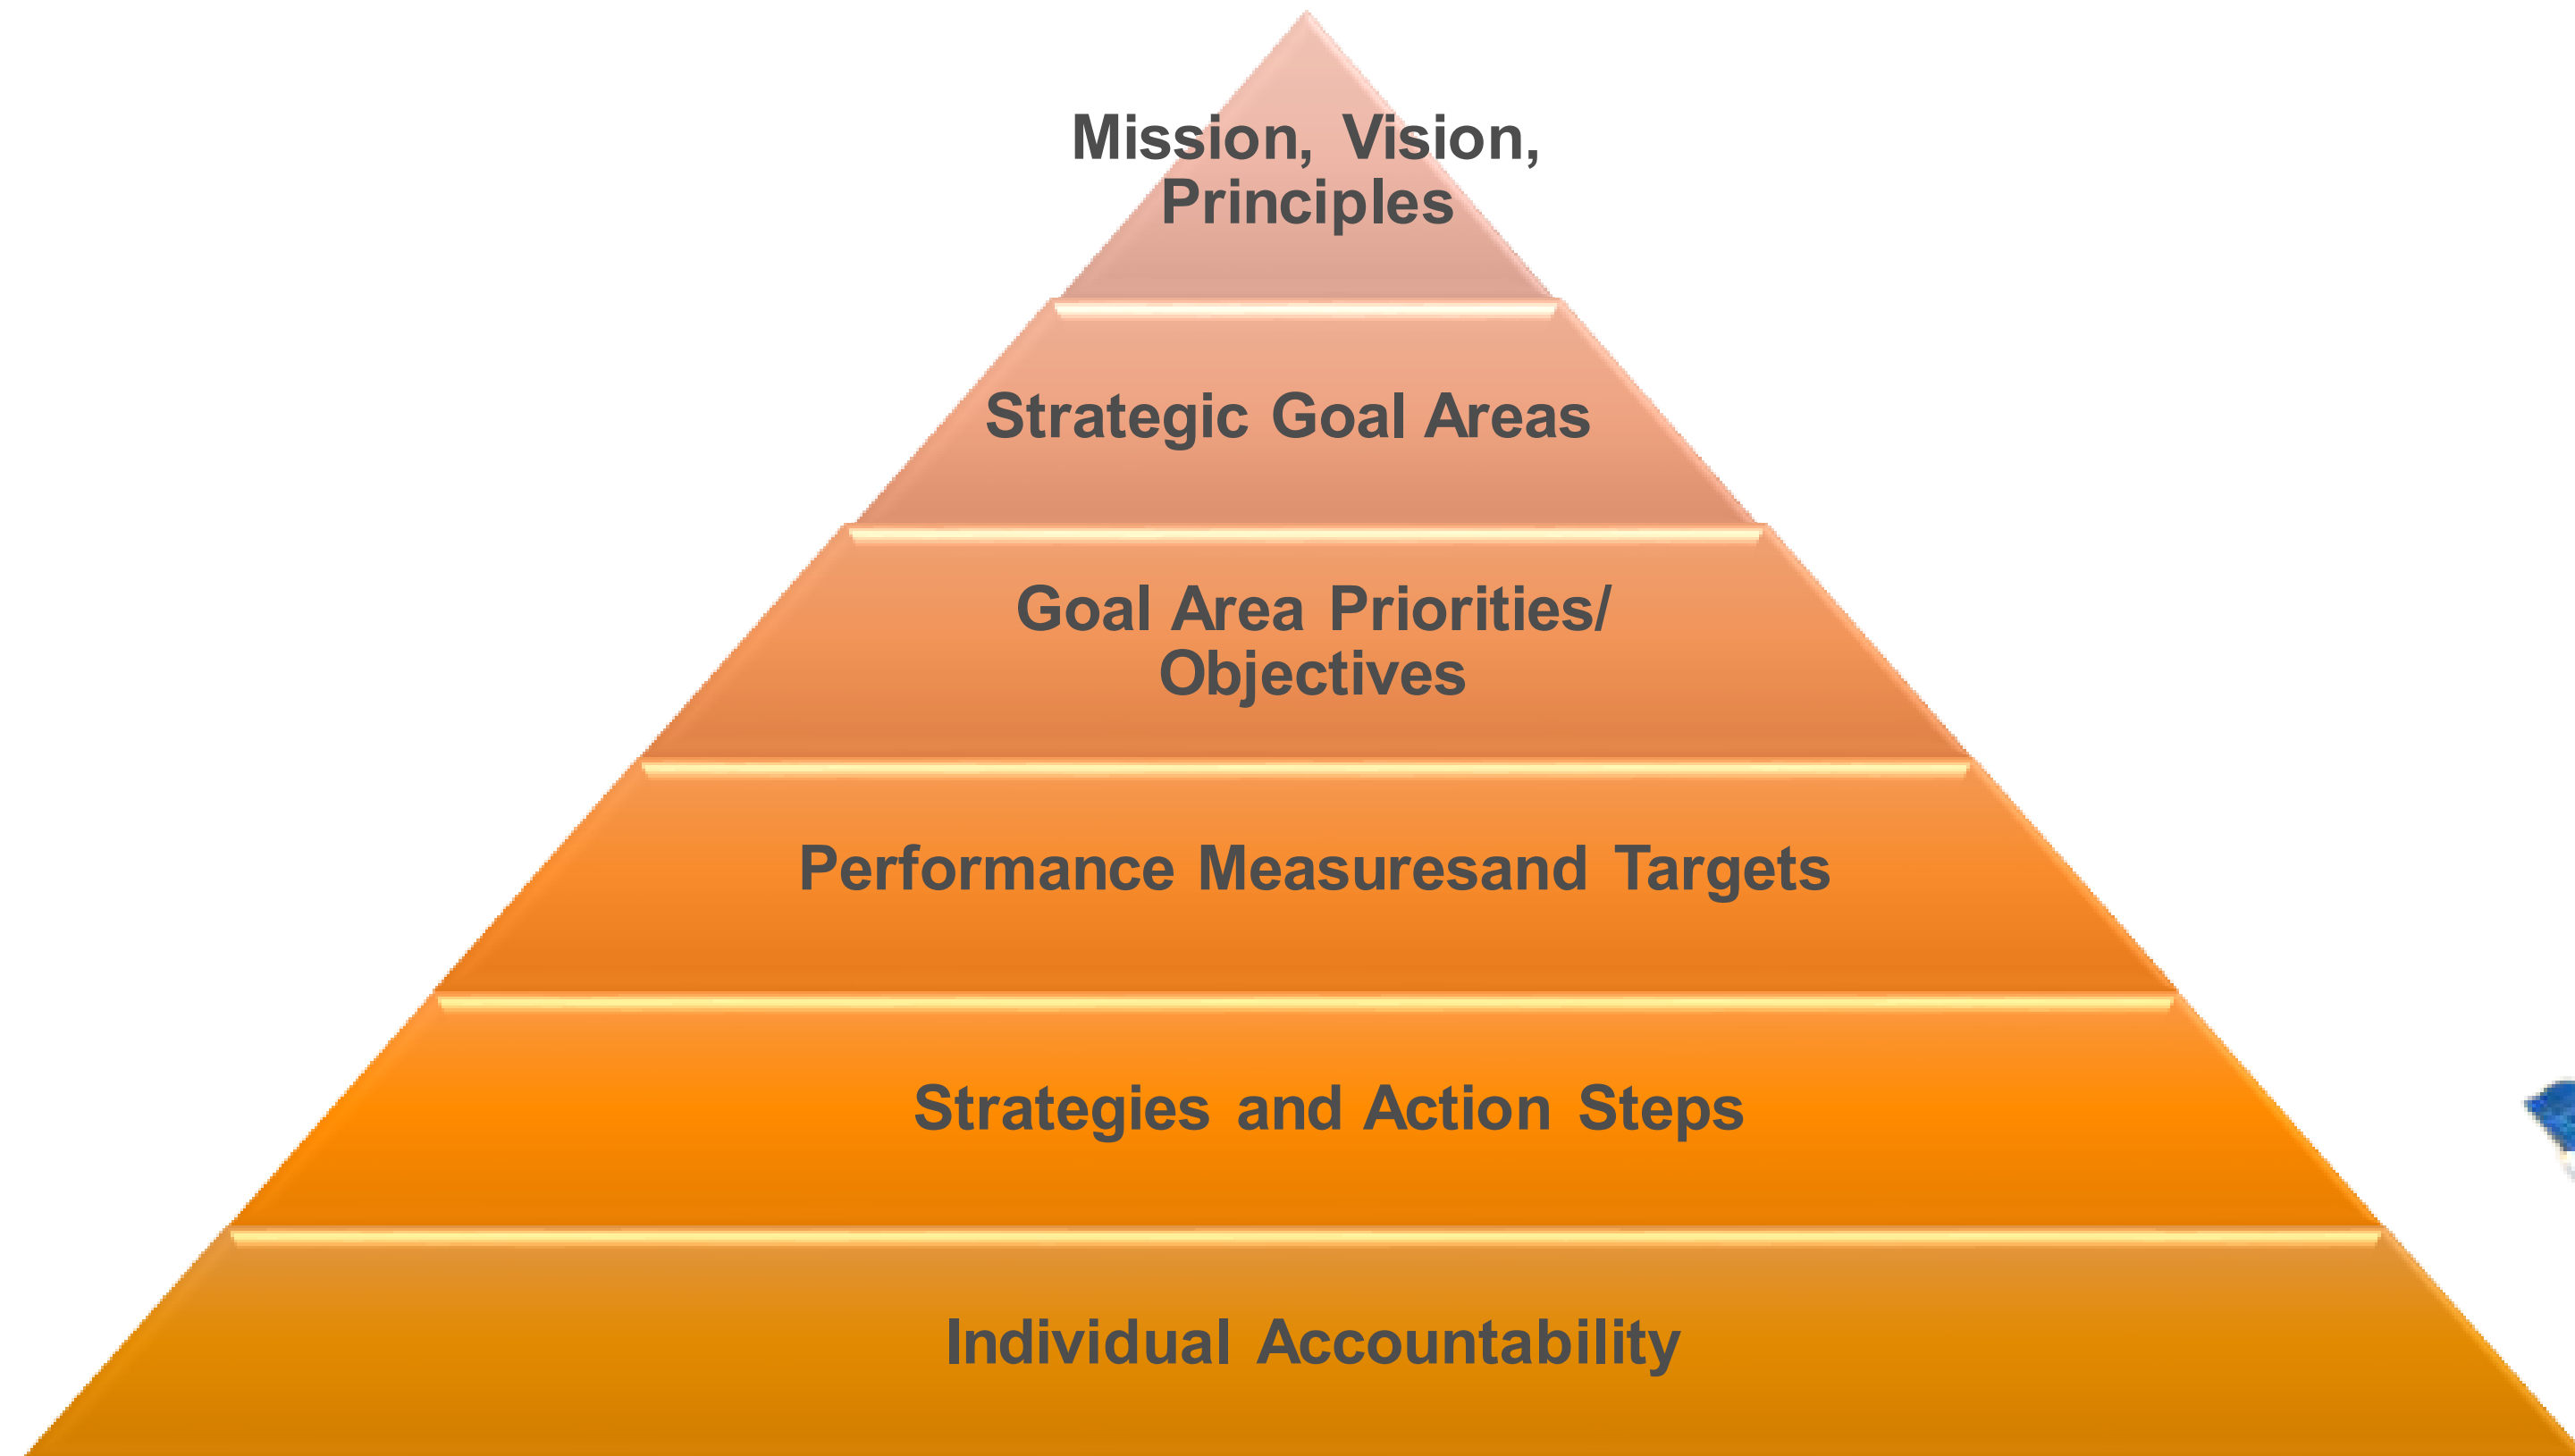 Mission, Vision,
Principles
Strategic Goal Areas
Goal Area Priorities/
Objectives
Performance Measuresand Targets
Strategies and Action Steps
Individual Accountability